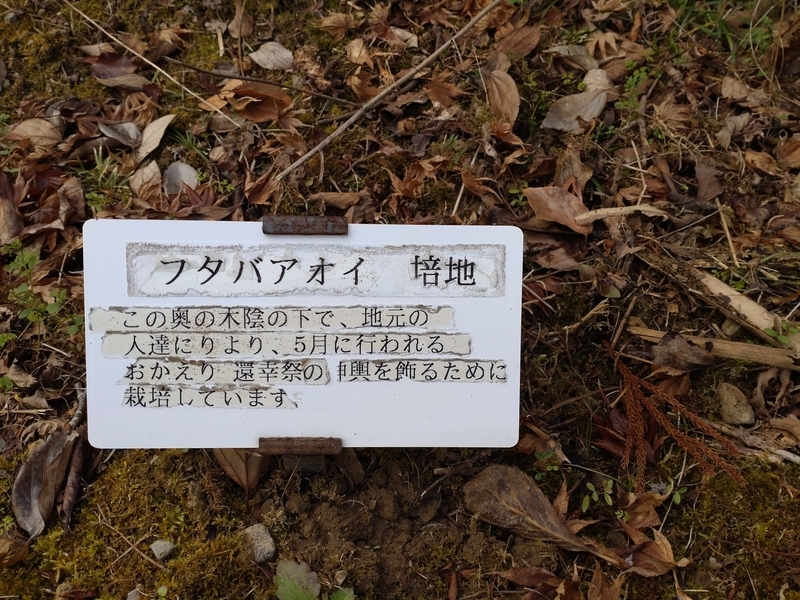 フタバアオイ 培地
この奥の木陰の下で、地元の
人達にりより、5月に行われる
おかえり 還幸祭の 神輿を飾るために
栽培しています、